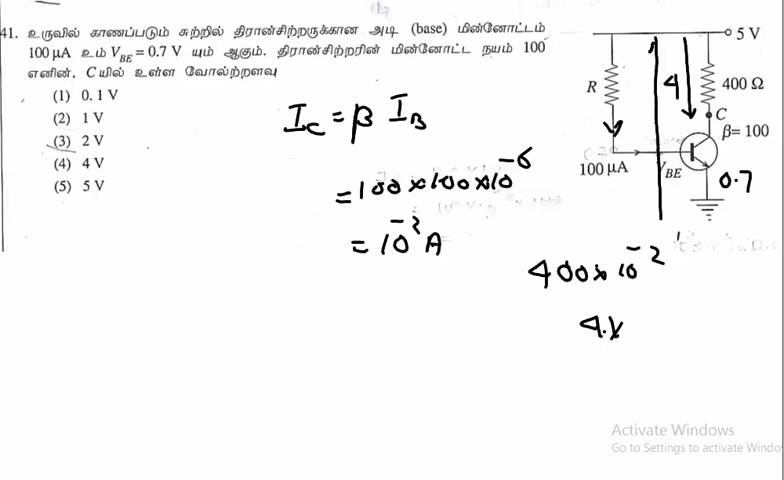 41. உருவில் காணப்படும் சுற்றில் திரான்சிற்றருக்கான அடி (base) மின்னோட்டம்
100 μA உம் V_BE = 0.7 V யும் ஆகும். திரான்சிற்றரின் மின்னோட்ட நயம் 100
எனின், C யில் உள்ள வோல்ற்றளவு
(1) 0.1 V
(2) 1 V
(3) 2 V
(4) 4 V
(5) 5 V
I_C = β I_B
= 100 × 100 × 10^-6
= 10^-2 A
5 V
R
4
400 Ω
C
β= 100
100 μA
V_BE
0.7
400 × 10^-2
4.V
Activate Windows
Go to Settings to activate Windo